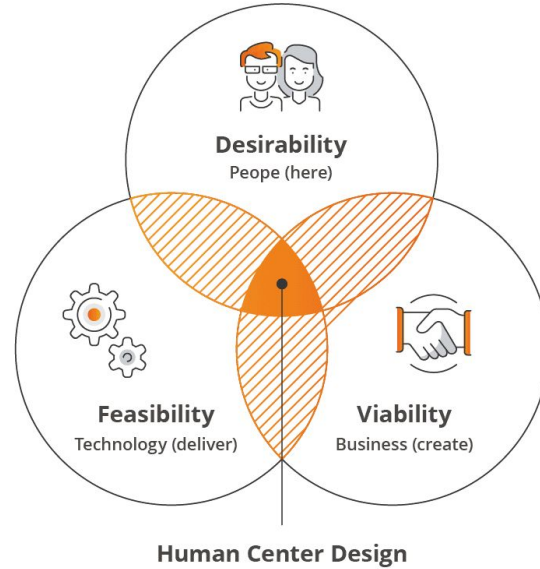 Desirability
Peope (here)
Feasibility
Technology (deliver)
Viability
Business (create)
Human Center Design